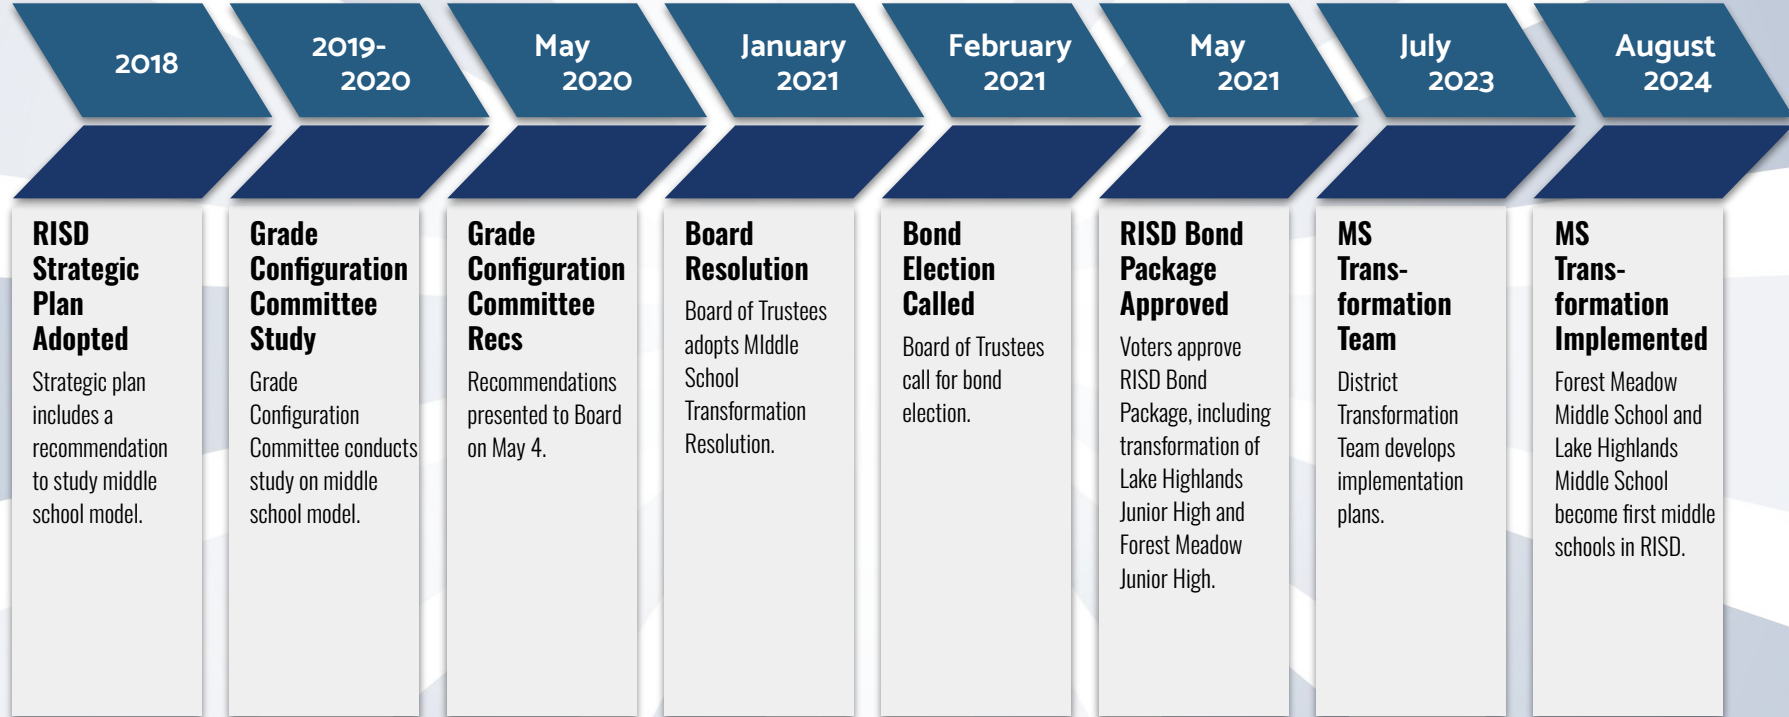 2018
2019-
2020
May
2020
January
2021
February
2021
May
2021
July
2023
August
2024
RISD
Strategic
Plan
Adopted
Strategic plan
includes a
recommendation
to study middle
school model.
Grade
Configuration
Committee
Study
Grade
Configuration
Committee conducts
study on middle
school model.
Grade
Configuration
Committee
Recs
Recommendations
presented to Board
on May 4.
Board
Resolution
Board of Trustees
adopts MIddle
School
Transformation
Resolution.
Bond
Election
Called
Board of Trustees
call for bond
election.
RISD Bond
Package
Approved
Voters approve
RISD Bond
Package, including
transformation of
Lake Highlands
Junior High and
Forest Meadow
Junior High.
MS
Trans-
formation
Team
District
Transformation
Team develops
implementation
plans.
MS
Trans-
formation
Implemented
Forest Meadow
Middle School and
Lake Highlands
Middle School
become first middle
schools in RISD.